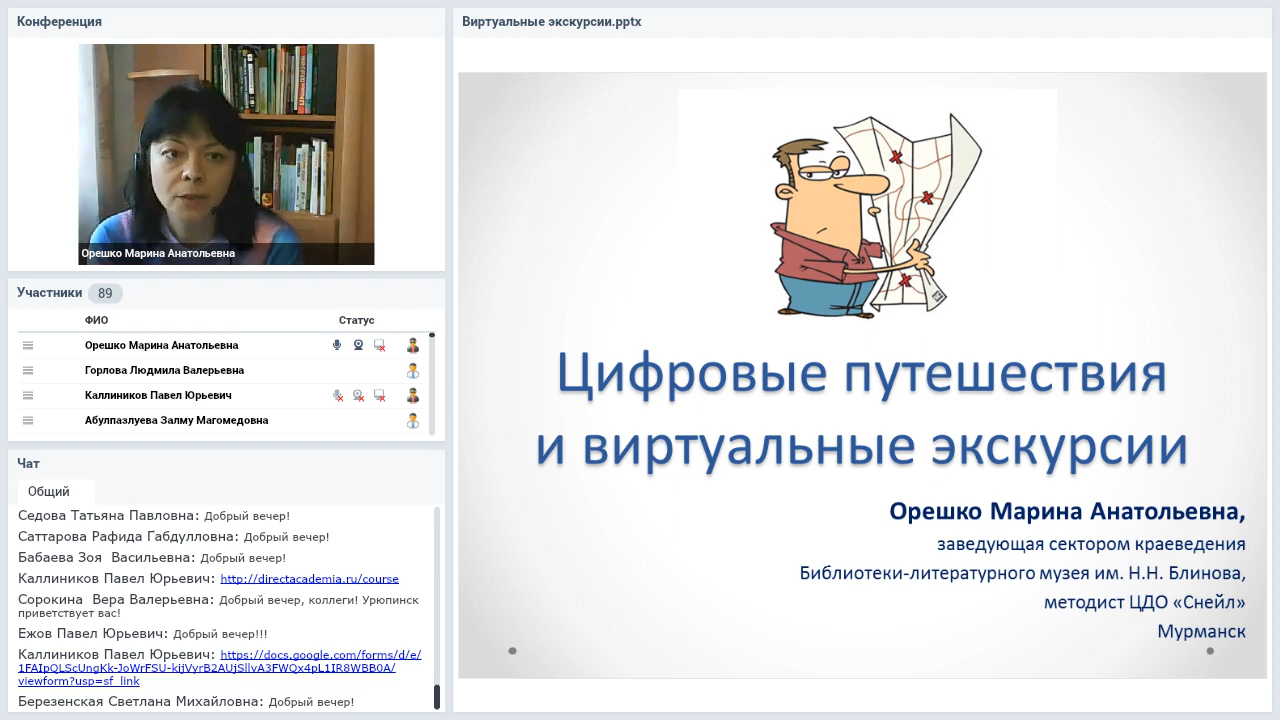 Конференция
Орешко Марина Анатольевна
Участники 89
ФИО Статус
Орешко Марина Анатольевна
Горлова Людмила Валерьевна
Каллиников Павел Юрьевич
Абулпазлуева Залму Магомедовна
Чат
Общий
Седова Татьяна Павловна: Добрый вечер!
Саттарова Рафида Габдулловна: Добрый вечер!
Бабаева Зоя Васильевна: Добрый вечер!
Каллиников Павел Юрьевич: http://directacademia.ru/course
Сорокина Вера Валерьевна: Добрый вечер, коллеги! Урюпинск
приветствует вас!
Ежов Павел Юрьевич: Добрый вечер!!!
Каллиников Павел Юрьевич: https://docs.google.com/forms/d/e/
1FAIpQLScUngKk-JoWrFSU-kijVyrB2AUjSllvA3FWQx4pL1IR8WBB0A/
viewform?usp=sf_link
Березенская Светлана Михайловна: Добрый вечер!
Виртуальные экскурсии.pptx
Цифровые путешествия
и виртуальные экскурсии
Орешко Марина Анатольевна,
заведующая сектором краеведения
Библиотеки-литературного музея им. Н.Н. Блинова,
методист ЦДО «Снейл»
Мурманск